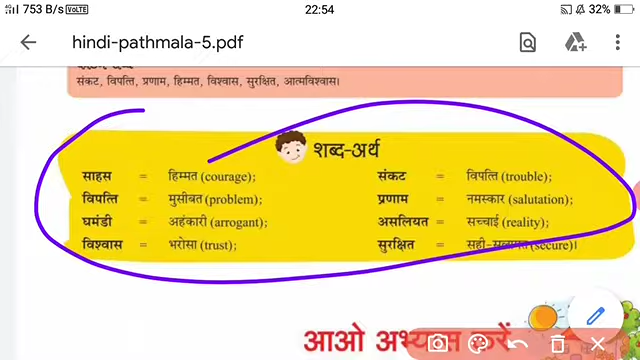 753 B/s VoLTE 22:54 32%
hindi-pathmala-5.pdf
संकट, विपत्ति, प्रणाम, हिम्मत, विश्वास, सुरक्षित, आत्मविश्वास।
शब्द-अर्थ
साहस = हिम्मत (courage); संकट = विपत्ति (trouble);
विपत्ति = मुसीबत (problem); प्रणाम = नमस्कार (salutation);
घमंडी = अहंकारी (arrogant); असलियत = सच्चाई (reality);
विश्वास = भरोसा (trust); सुरक्षित = सही-सलामत (secure)।
आओ अभ्यास करें